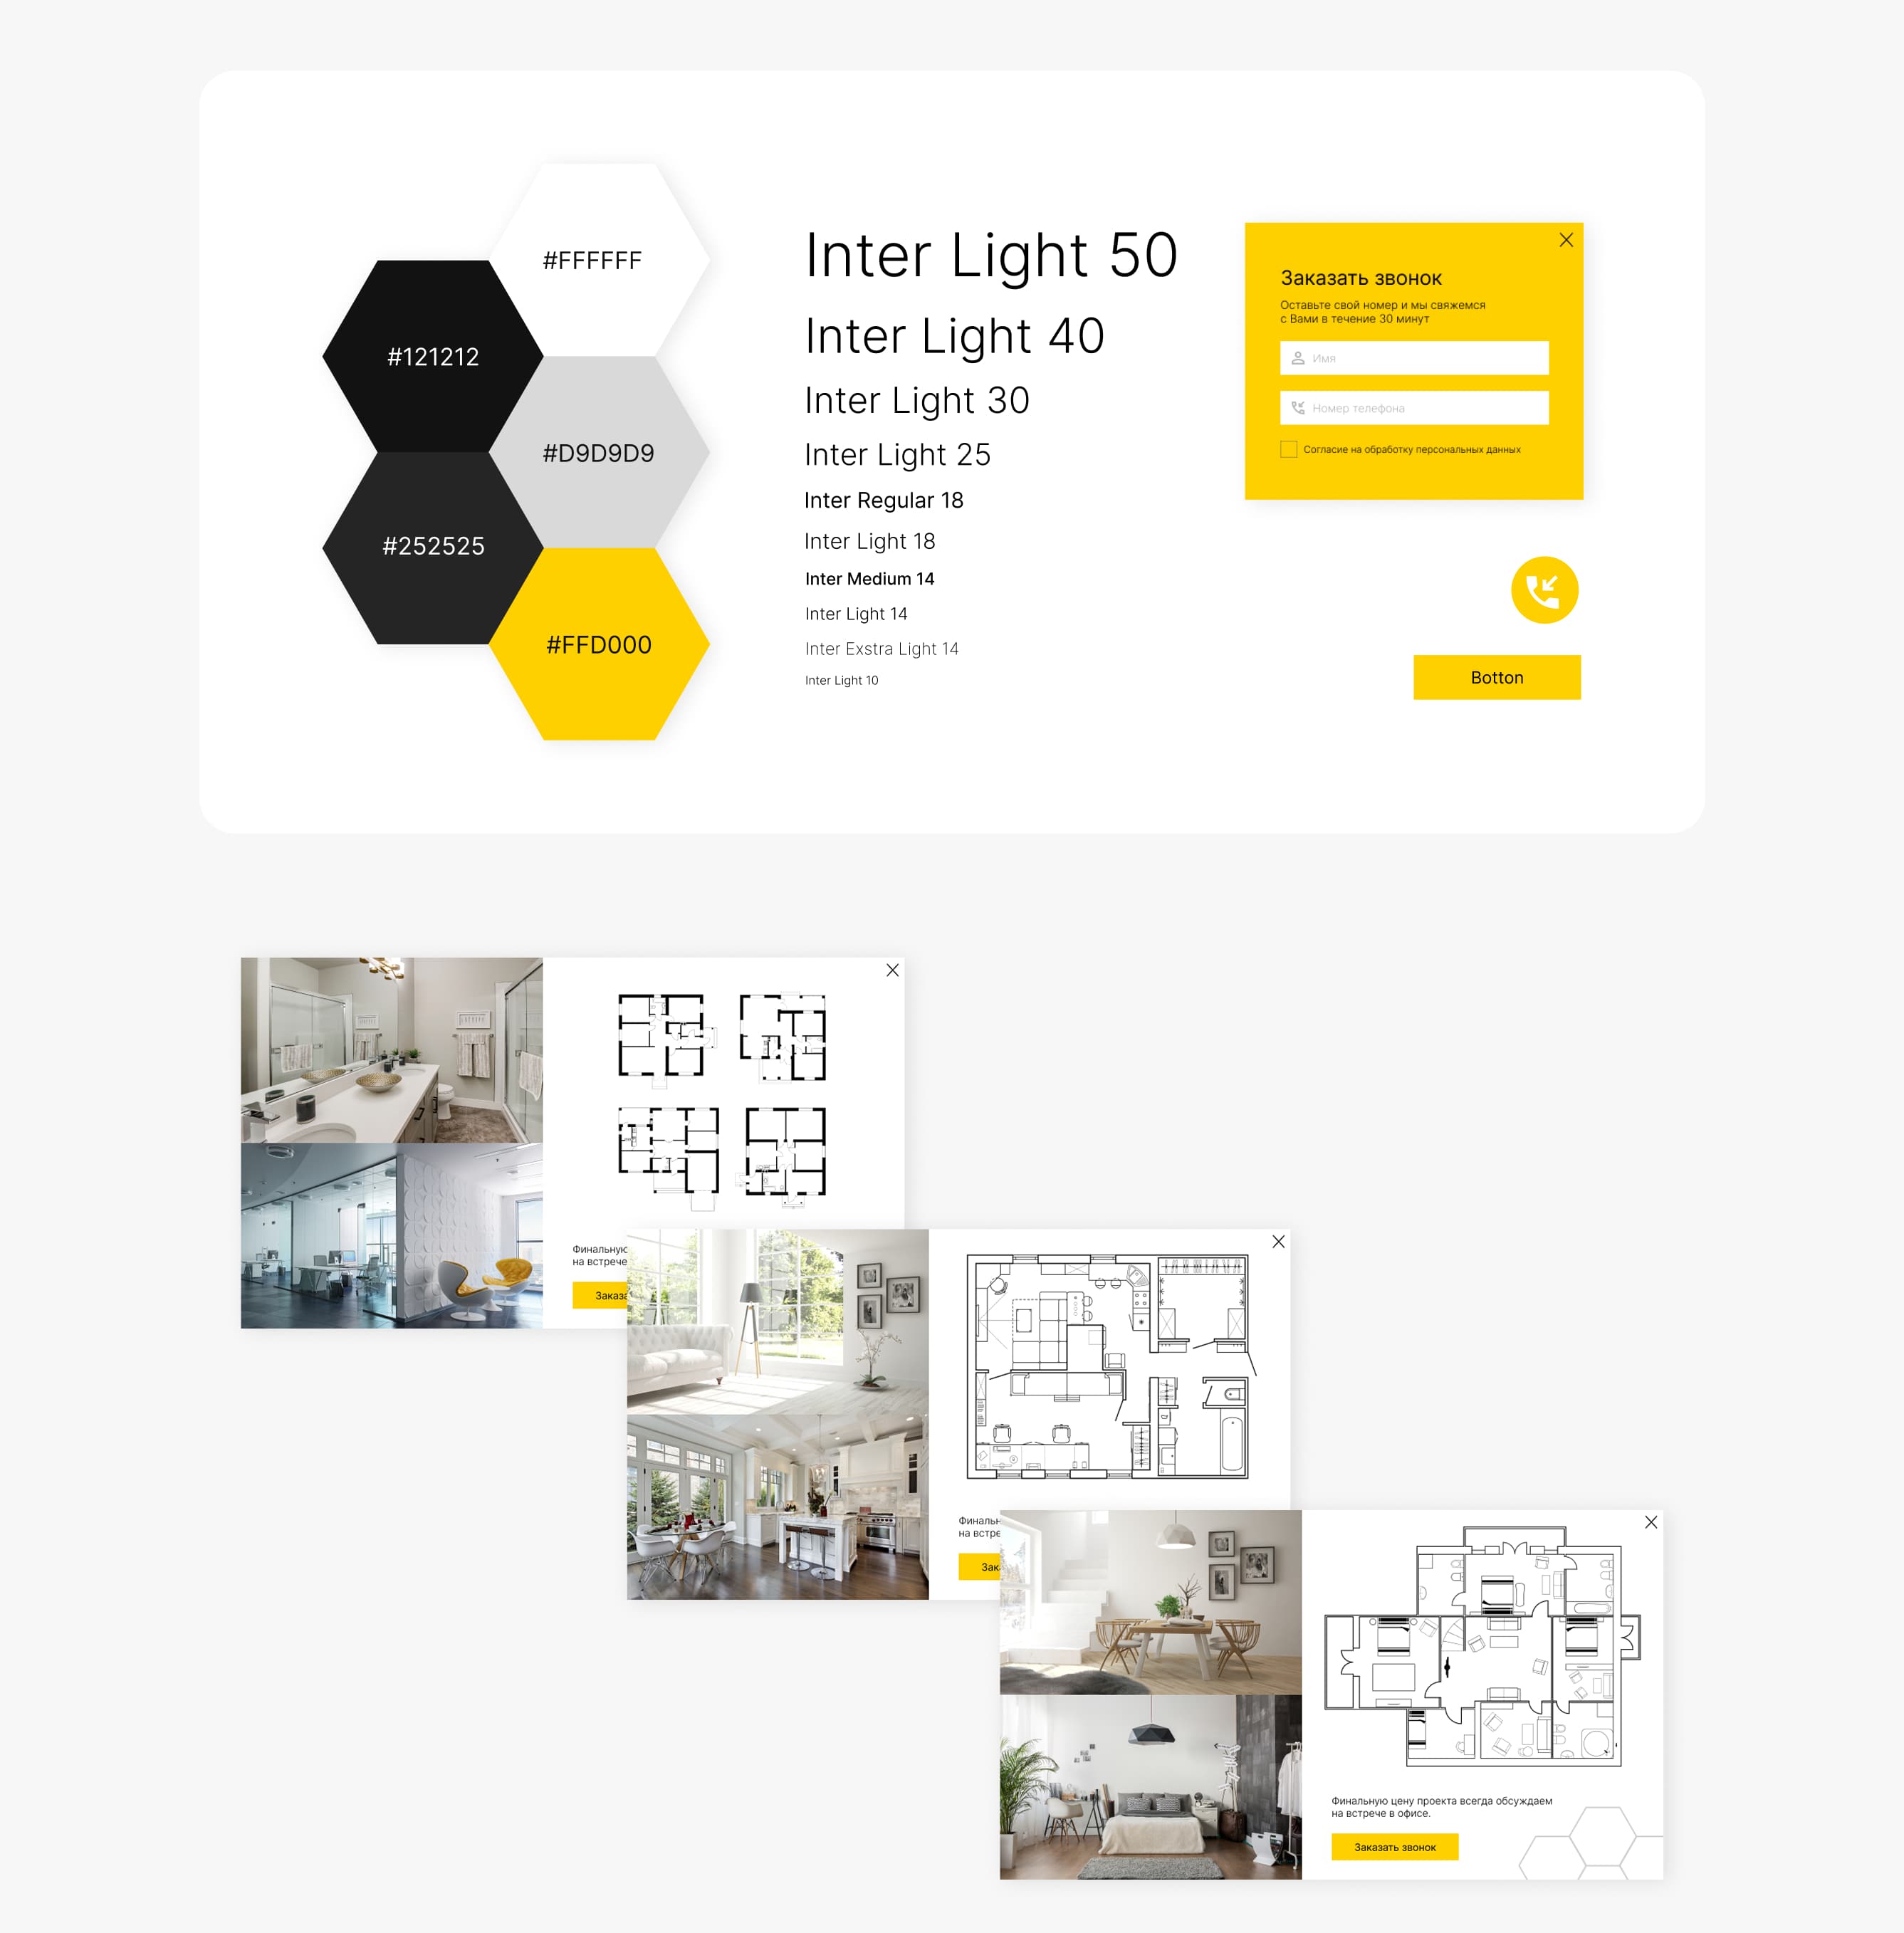 #FFFFFF
#121212
#D9D9D9
#252525
#FFD000
Inter Light 50
Inter Light 40
Inter Light 30
Inter Light 25
Inter Regular 18
Inter Light 18
Inter Medium 14
Inter Light 14
Inter Exstra Light 14
Inter Light 10
Заказать звонок
Оставьте свой номер и мы свяжемся
с Вами в течение 30 минут
Имя
Номер телефона
Согласие на обработку персональных данных
Botton
Финальную
на встрече
Заказа
Финальн
на встре
Зак
Финальную цену проекта всегда обсуждаем
на встрече в офисе.
Заказать звонок